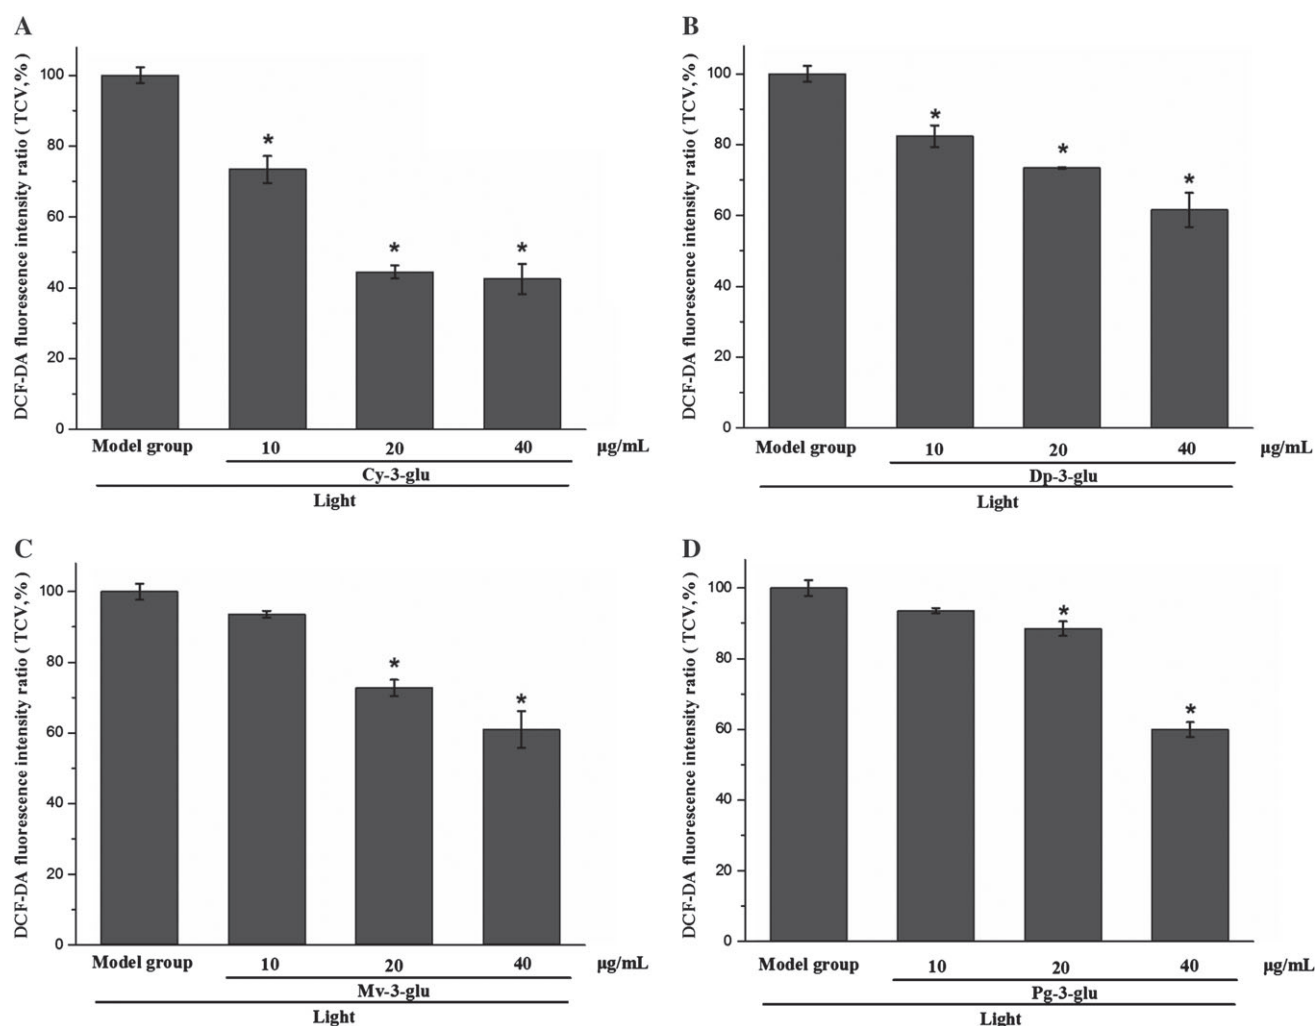 A
DCF-DA fluorescence intensity ratio ( TCV,% )
100
80
60
40
20
0
*
*
*
Model group 10 20 40 µg/mL
Cy-3-glu
Light
B
DCF-DA fluorescence intensity ratio ( TCV,% )
100
80
60
40
20
0
*
*
*
Model group 10 20 40 µg/mL
Dp-3-glu
Light
C
DCF-DA fluorescence intensity ratio ( TCV,% )
100
80
60
40
20
0
*
*
Model group 10 20 40 µg/mL
Mv-3-glu
Light
D
DCF-DA fluorescence intensity ratio ( TCV,% )
100
80
60
40
20
0
*
*
Model group 10 20 40 µg/mL
Pg-3-glu
Light